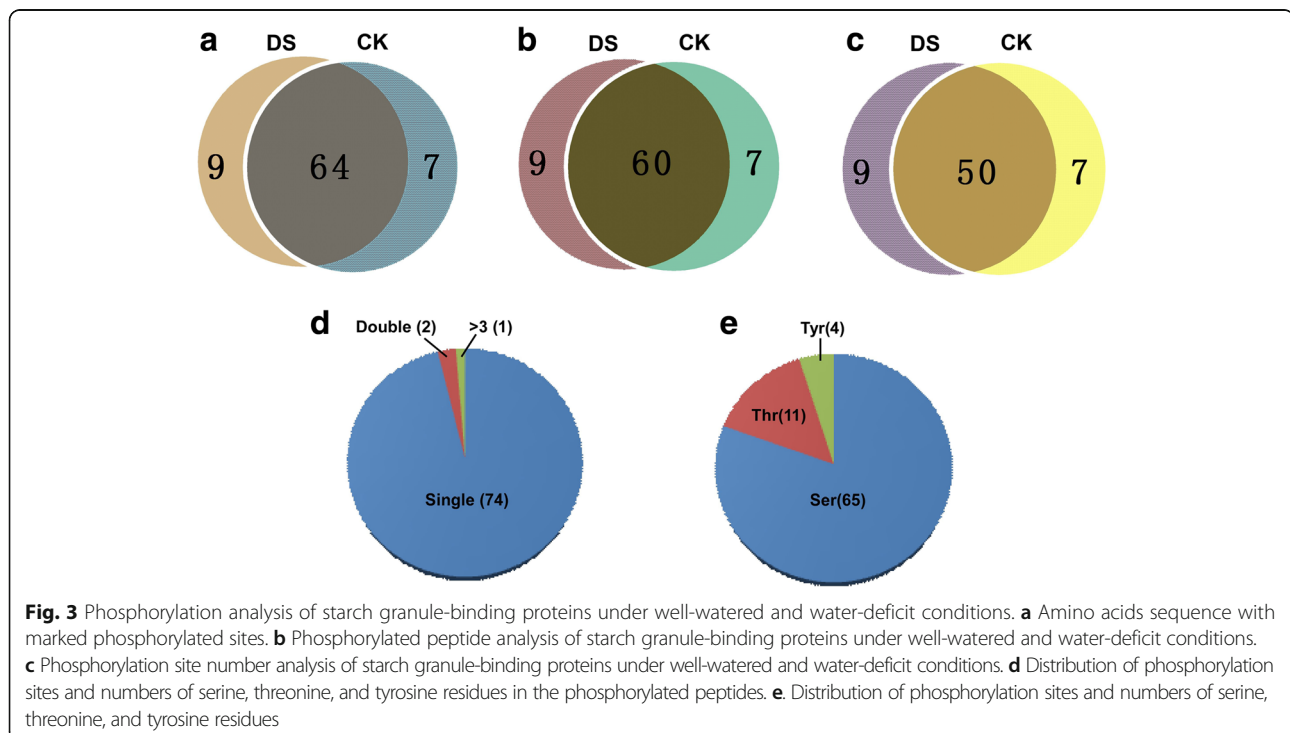 a DS CK
9 64 7
b DS CK
9 60 7
c DS CK
9 50 7
d
Double (2) >3 (1)
Single (74)
e
Tyr(4)
Thr(11)
Ser(65)
Fig. 3 Phosphorylation analysis of starch granule-binding proteins under well-watered and water-deficit conditions. a Amino acids sequence with
marked phosphorylated sites. b Phosphorylated peptide analysis of starch granule-binding proteins under well-watered and water-deficit conditions.
c Phosphorylation site number analysis of starch granule-binding proteins under well-watered and water-deficit conditions. d Distribution of phosphorylation
sites and numbers of serine, threonine, and tyrosine residues in the phosphorylated peptides. e. Distribution of phosphorylation sites and numbers of serine,
threonine, and tyrosine residues